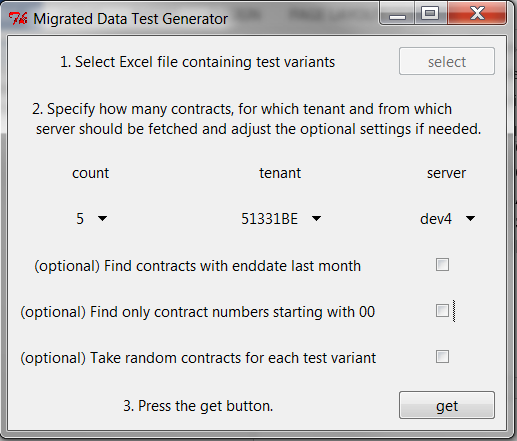 Migrated Data Test Generator
1. Select Excel file containing test variants
select
2. Specify how many contracts, for which tenant and from which
server should be fetched and adjust the optional settings if needed.
count tenant server
5 51331BE dev4
(optional) Find contracts with enddate last month
(optional) Find only contract numbers starting with 00
(optional) Take random contracts for each test variant
3. Press the get button.
get